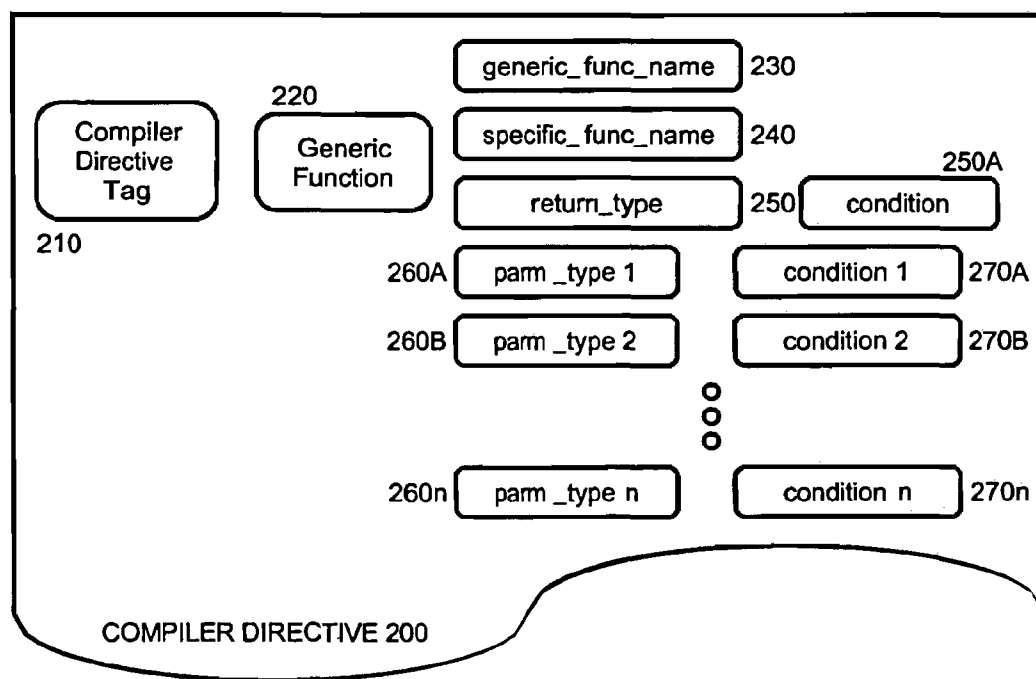 generic_func_name 230
220
Compiler
Directive
Tag
210
Generic
Function
specific_func_name 240
250A
return_type 250 condition
260A parm _type 1 condition 1 270A
260B parm _type 2 condition 2 270B
260n parm _type n condition n 270n
COMPILER DIRECTIVE 200